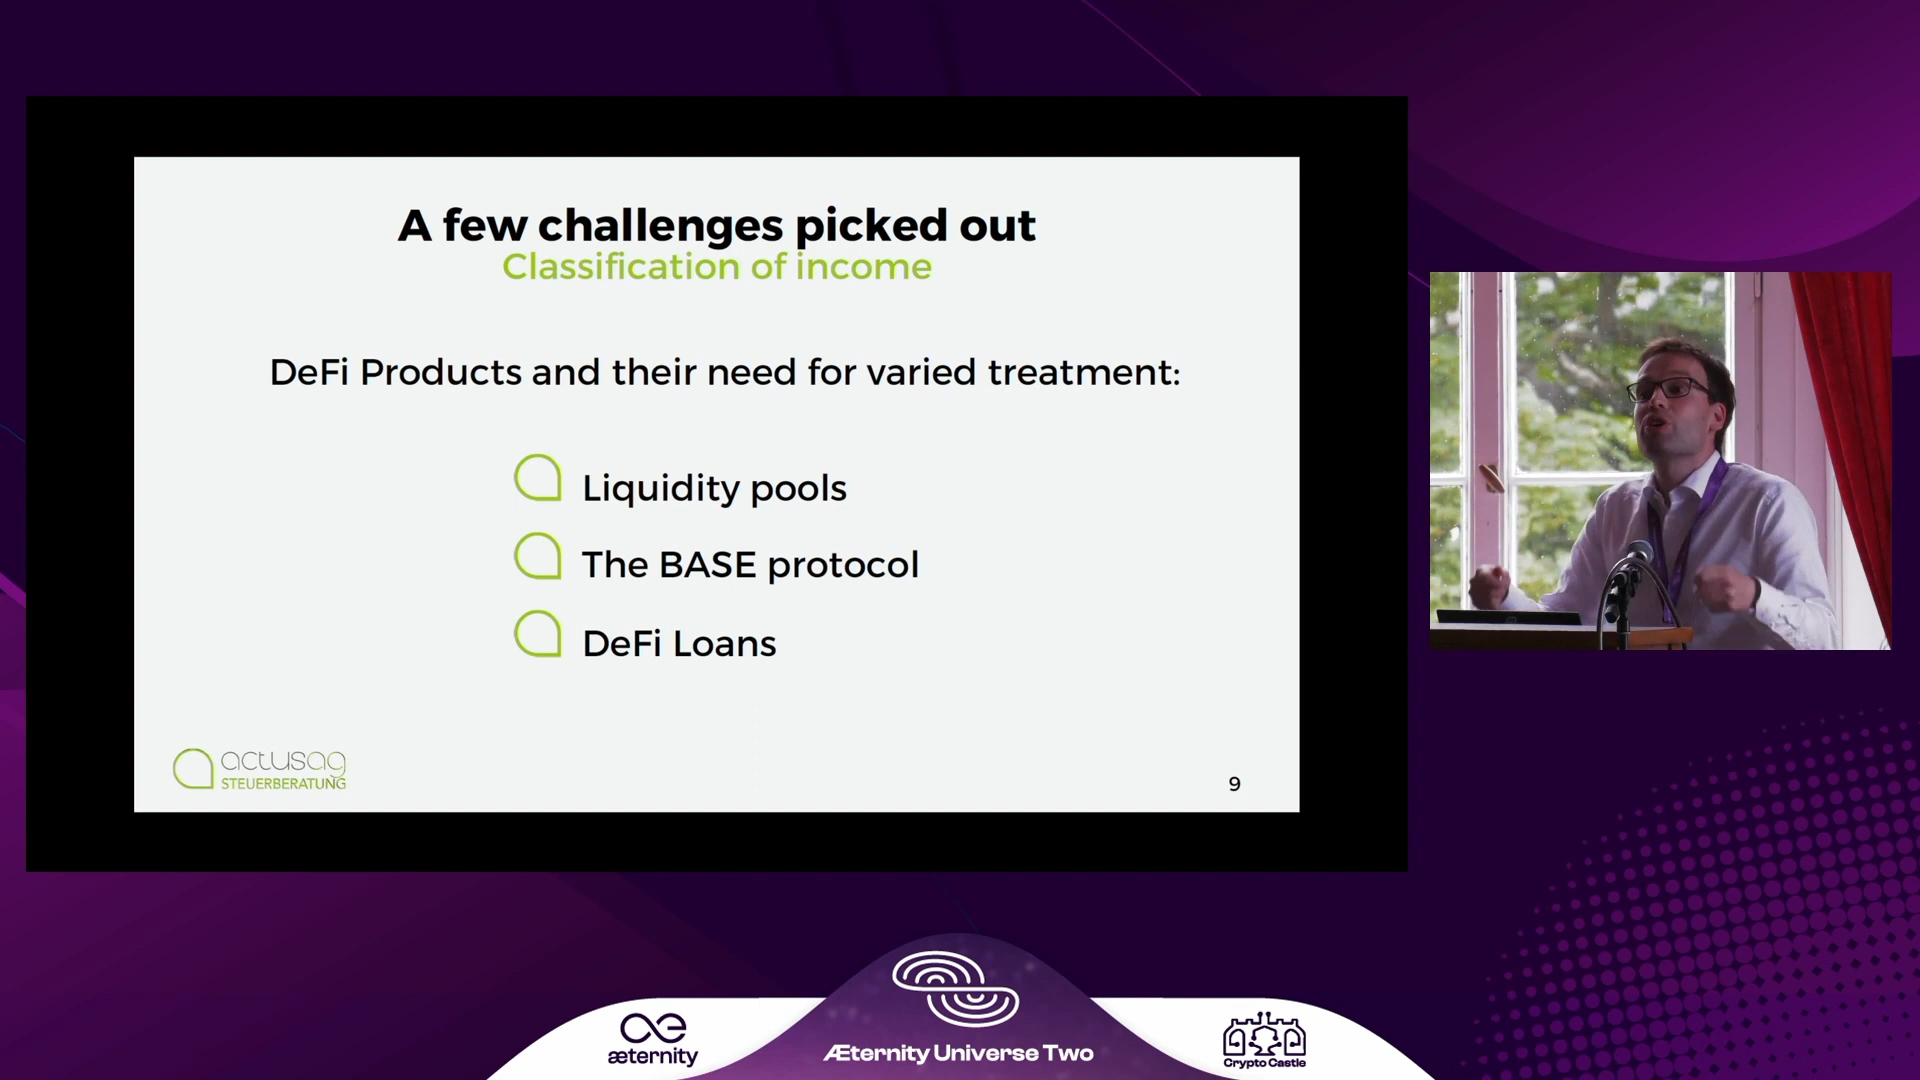 A few challenges picked out
Classification of income
DeFi Products and their need for varied treatment:
Liquidity pools
The BASE protocol
DeFi Loans
actusag
STEUERBERATUNG
9
æternity
Æternity Universe Two
Crypto Castle